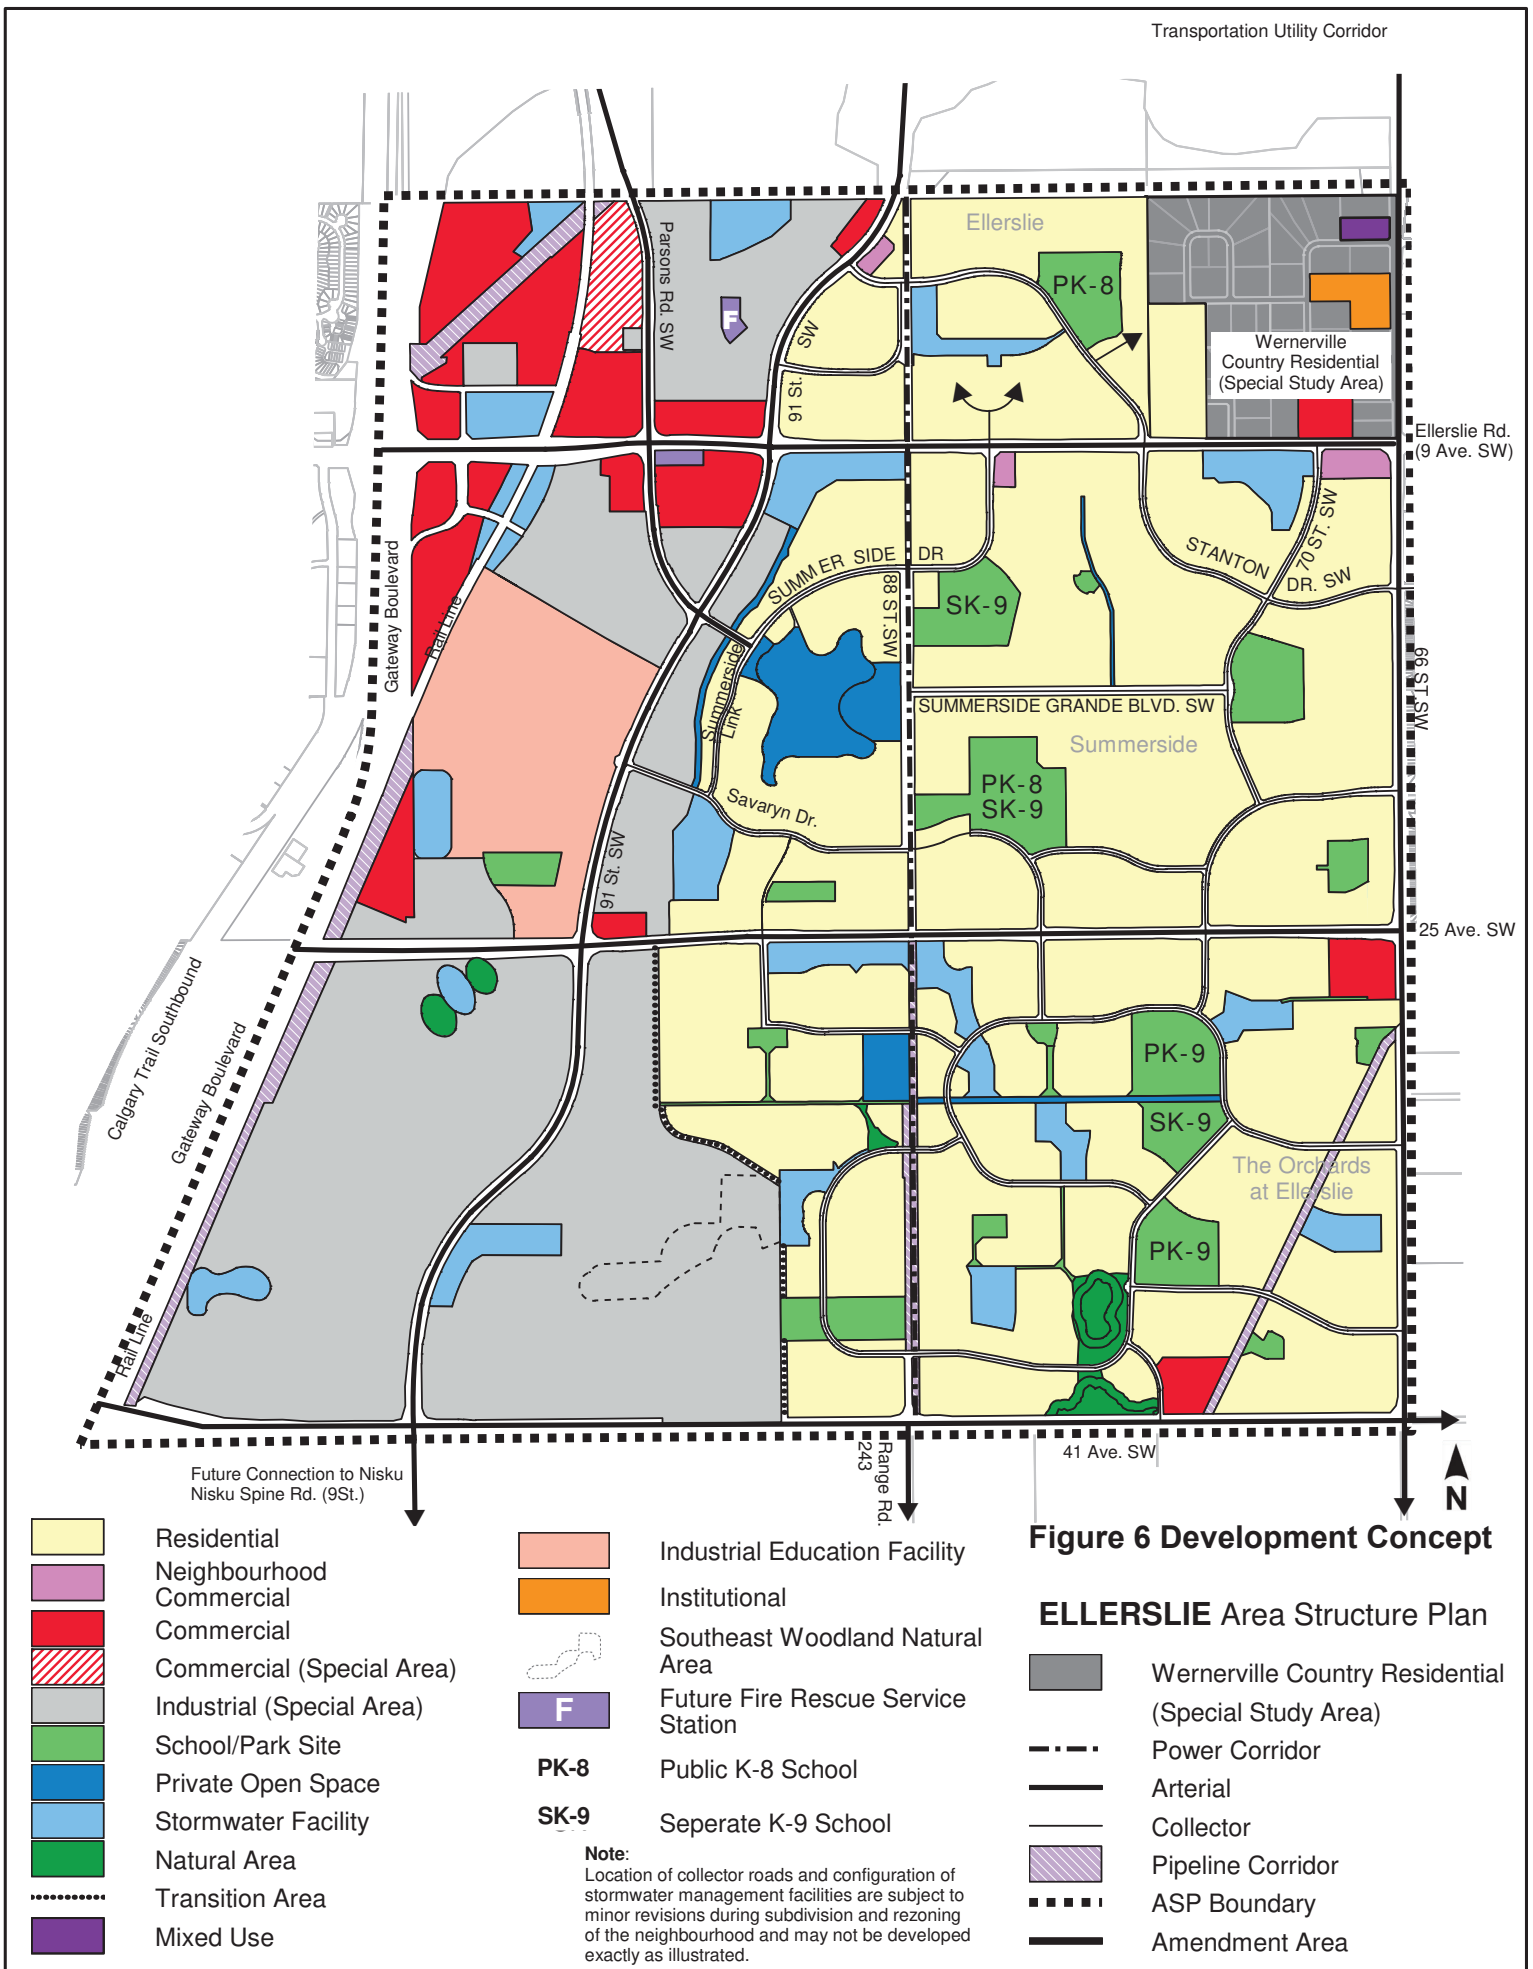 Transportation Utility Corridor
Ellerslie
Parsons Rd. SW
PK-8
F
SW
91 St.
Wernerville
Country Residential
(Special Study Area)
Ellerslie Rd.
(9 Ave. SW)
Gateway Boulevard
Rail Line
SUMMER SIDE DR
88 ST. SW
SK-9
STANTON
DR. SW
70 ST. SW
66 ST. SW
Summerside
Link
SUMMERSIDE GRANDE BLVD. SW
Summerside
PK-8
SK-9
Savaryn Dr.
91 St. SW
25 Ave. SW
Calgary Trail Southbound
Gateway Boulevard
PK-9
SK-9
The Orchards
at Ellerslie
PK-9
Rail Line
Range Rd.
243
41 Ave. SW
Future Connection to Nisku
Nisku Spine Rd. (9St.)
N
Figure 6 Development Concept
ELLERSLIE Area Structure Plan
Residential
Neighbourhood
Commercial
Commercial
Commercial (Special Area)
Industrial (Special Area)
School/Park Site
Private Open Space
Stormwater Facility
Natural Area
Transition Area
Mixed Use
Industrial Education Facility
Institutional
Southeast Woodland Natural
Area
F
Future Fire Rescue Service
Station
PK-8 Public K-8 School
SK-9 Seperate K-9 School
Note:
Location of collector roads and configuration of
stormwater management facilities are subject to
minor revisions during subdivision and rezoning
of the neighbourhood and may not be developed
exactly as illustrated.
Wernerville Country Residential
(Special Study Area)
Power Corridor
Arterial
Collector
Pipeline Corridor
ASP Boundary
Amendment Area